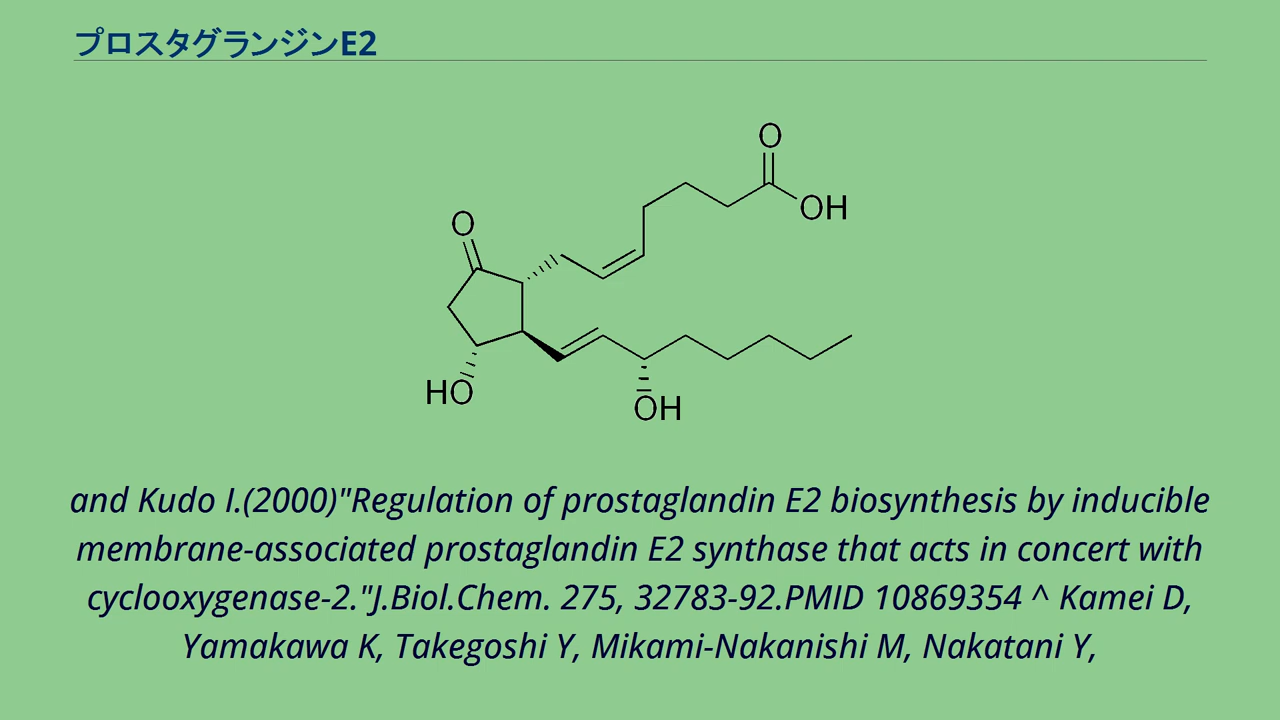 プロスタグランジンE2
O
OH
O
HO
OH
and Kudo I.(2000)"Regulation of prostaglandin E2 biosynthesis by inducible
membrane-associated prostaglandin E2 synthase that acts in concert with
cyclooxygenase-2."J.Biol.Chem. 275, 32783-92.PMID 10869354 ^ Kamei D,
Yamakawa K, Takegoshi Y, Mikami-Nakanishi M, Nakatani Y,